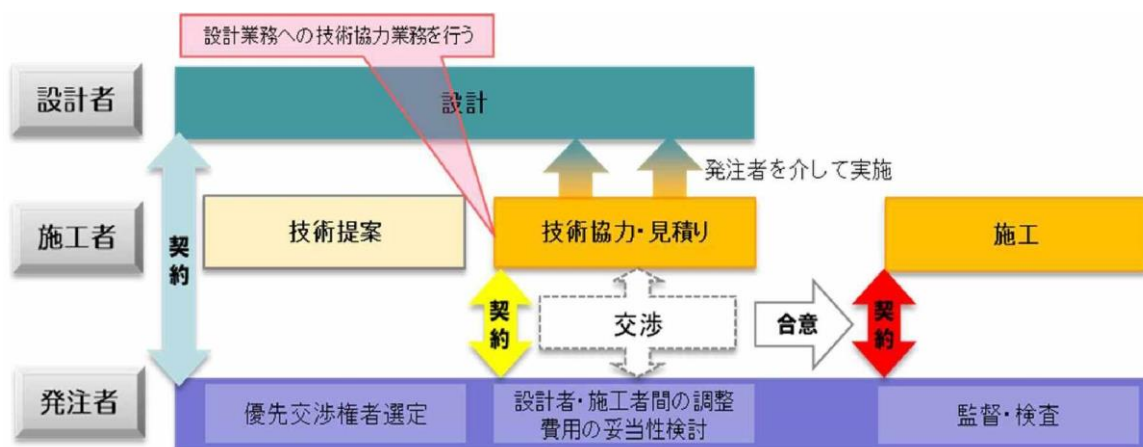 設計業務への技術協力業務を行う
設計者
設計
発注者を介して実施
施工者
技術提案
技術協力・見積り
施工
契約
契約
交渉
合意
契約
発注者
優先交渉権者選定
設計者・施工者間の調整
費用の妥当性検討
監督・検査